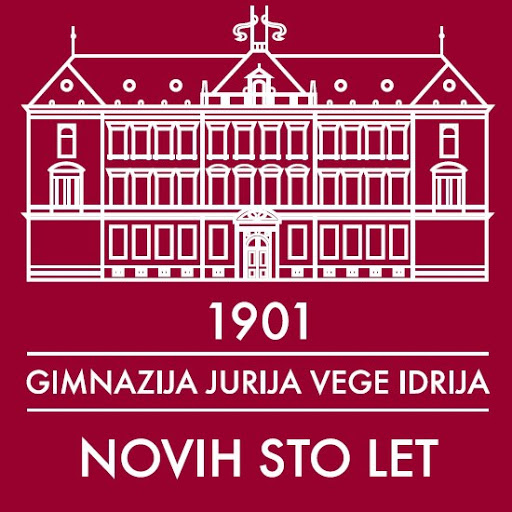 1901
GIMNAZIJA JURIJA VEGE IDRIJA
NOVIH STO LET